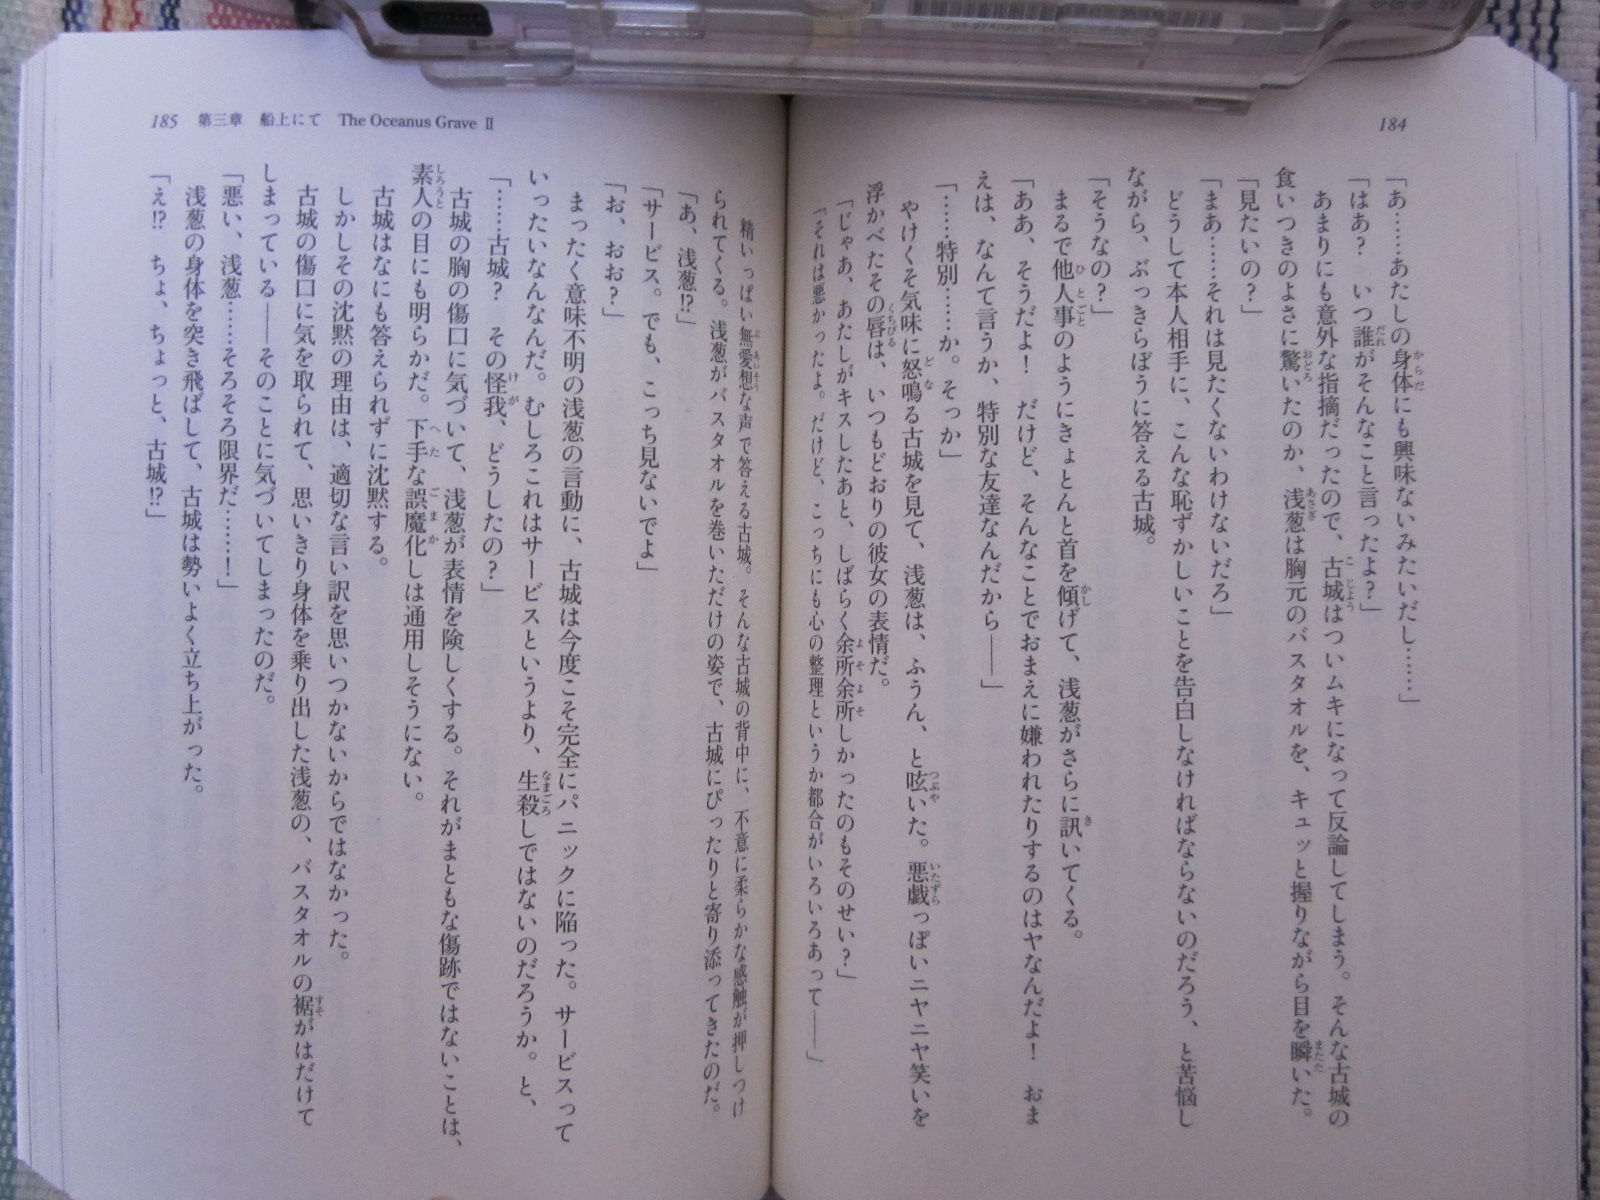 184
「あ……あたしの身体にも興味ないみたいだし……」
「はあ？　いつ誰がそんなこと言ったよ？」
あまりにも意外な指摘だったので、古城はついムキになって反論してしまう。そんな古城の
食いつきのよさに驚いたのか、浅葱は胸元のバスタオルを、キュッと握りながら目を瞬いた。
「見たいの？」
「まあ……それは見たくないわけないだろ」
どうして本人相手に、こんな恥ずかしいことを告白しなければならないのだろう、と苦悩し
ながら、ぶっきらぼうに答える古城。
「そうなの？」
まるで他人事のようにきょとんと首を傾げて、浅葱がさらに訊いてくる。
「ああ、そうだよ！　だけど、そんなことでおまえに嫌われたりするのはヤなんだよ！　おま
えは、なんて言うか、特別な友達なんだから――」
「……特別……か。そっか」
やけくそ気味に怒鳴る古城を見て、浅葱は、ふうん、と呟いた。悪戯っぽいニヤニヤ笑いを
浮かべたその唇は、いつもどおりの彼女の表情だ。
「じゃあ、あたしがキスしたあと、しばらく余所余所しかったのもそのせい？」
「それは悪かったよ。だけど、こっちにも心の整理というか都合がいろいろあって――」
185　第三章　船上にて　The Oceanus Grave Ⅱ
精いっぱい無愛想な声で答える古城。そんな古城の背中に、不意に柔らかな感触が押しつけ
られてくる。浅葱がバスタオルを巻いただけの姿で、古城にぴったりと寄り添ってきたのだ。
「あ、浅葱!?」
「サービス。でも、こっち見ないでよ」
「お、おお？」
まったく意味不明の浅葱の言動に、古城は今度こそ完全にパニックに陥った。サービスって
いったいなんなんだ。むしろこれはサービスというより、生殺しではないのだろうか、と。
「……古城？　その怪我、どうしたの？」
古城の胸の傷口に気づいて、浅葱が表情を険しくする。それがまともな傷跡ではないことは、
素人の目にも明らかだ。下手な誤魔化しは通用しそうにない。
古城はなにも答えられずに沈黙する。
しかしその沈黙の理由は、適切な言い訳を思いつかないからではなかった。
古城の傷口に気を取られて、思いきり身体を乗り出した浅葱の、バスタオルの裾がはだけて
しまっている――そのことに気づいてしまったのだ。
「悪い、浅葱……そろそろ限界だ……！」
浅葱の身体を突き飛ばして、古城は勢いよく立ち上がった。
「え!?　ちょ、ちょっと、古城!?」